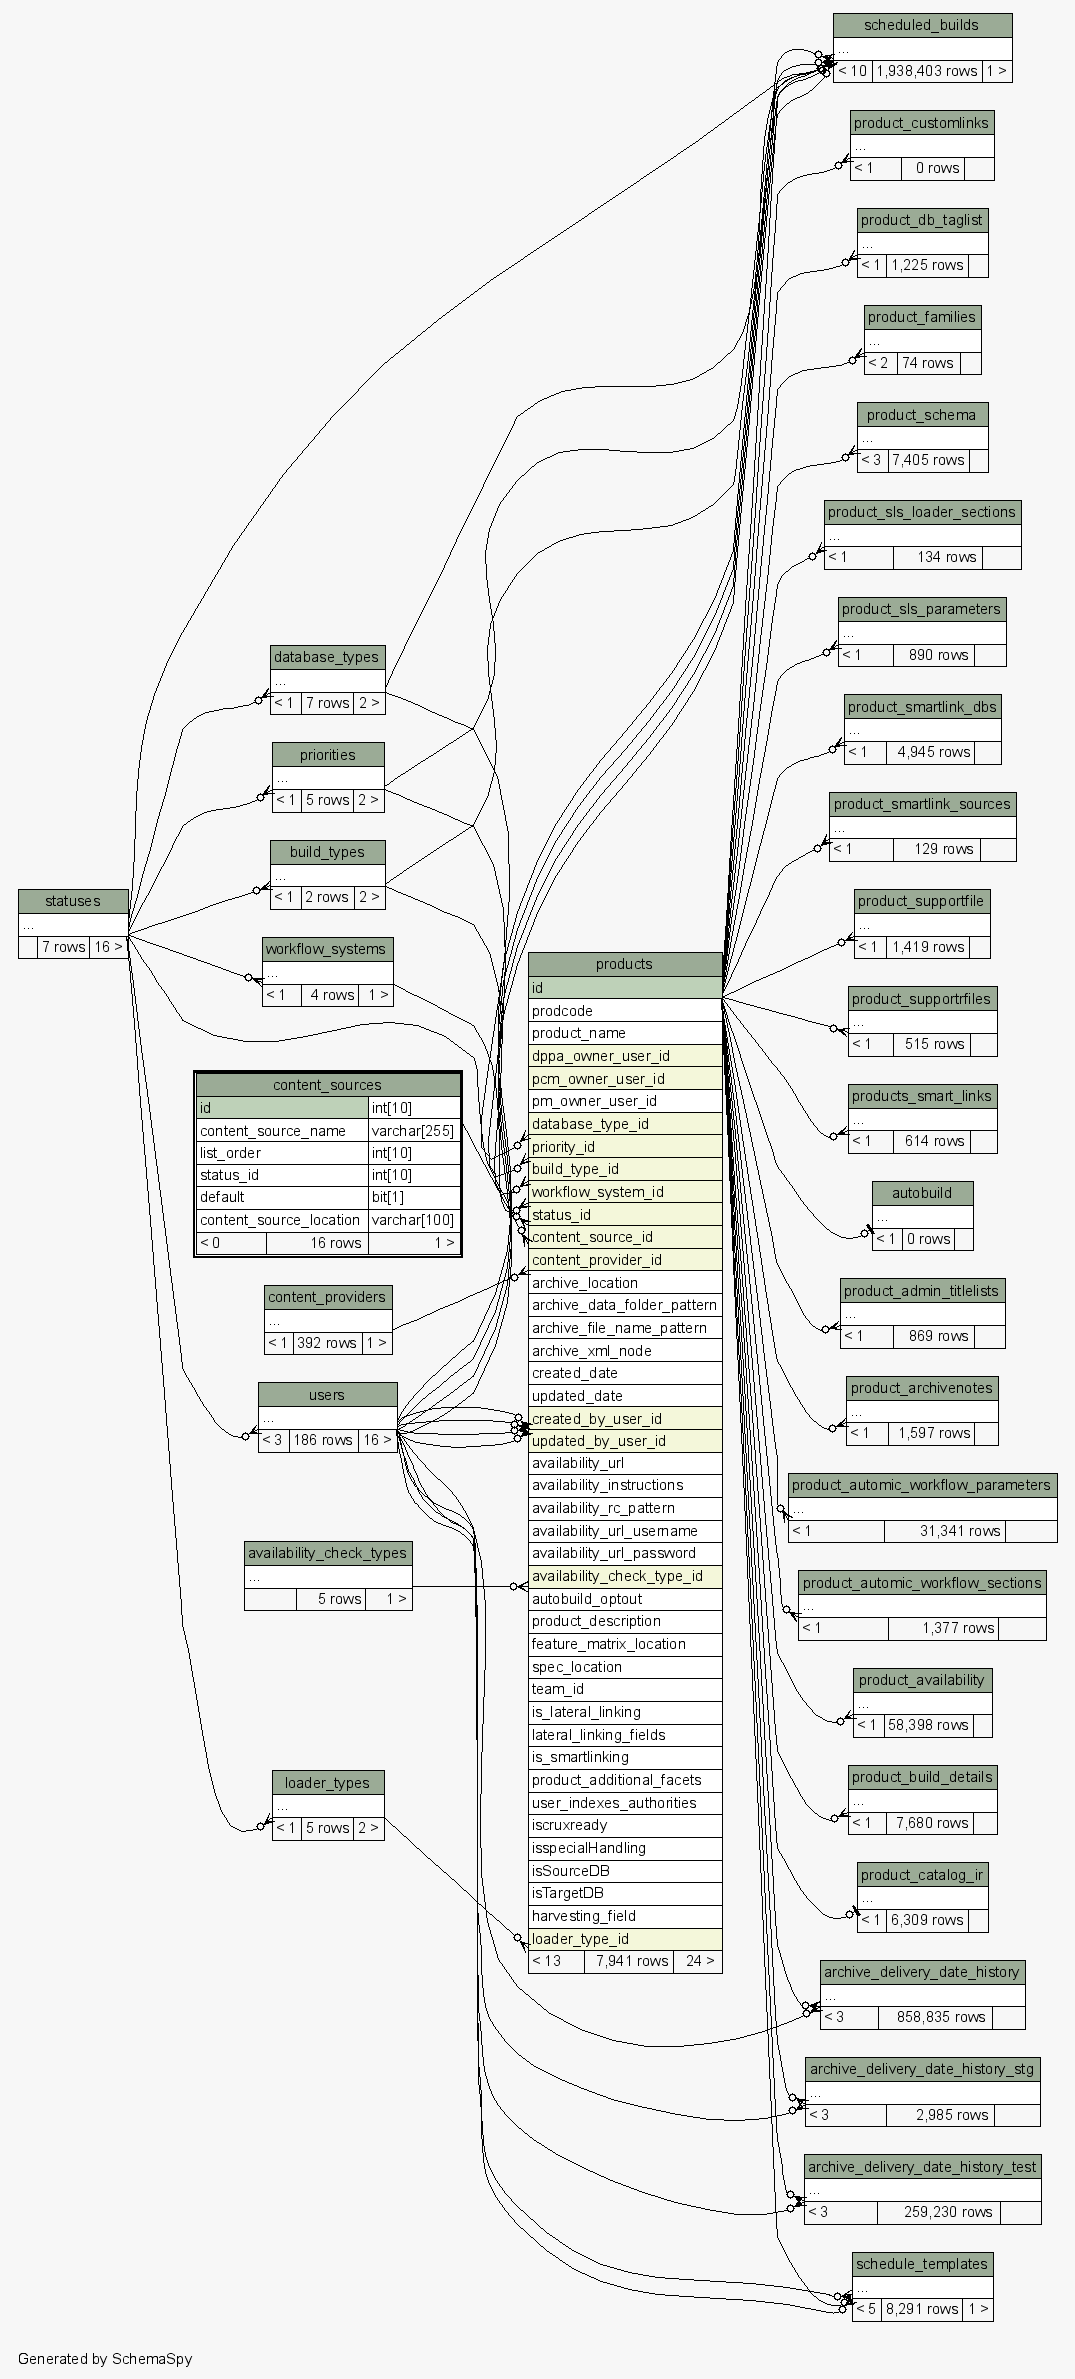 scheduled_builds
...
< 10 1,938,403 rows 1 >
product_customlinks
...
< 1 0 rows
product_db_taglist
...
< 1 1,225 rows
product_families
...
< 2 74 rows
product_schema
...
< 3 7,405 rows
product_sls_loader_sections
...
< 1 134 rows
product_sls_parameters
...
< 1 890 rows
product_smartlink_dbs
...
< 1 4,945 rows
product_smartlink_sources
...
< 1 129 rows
product_supportfile
...
< 1 1,419 rows
product_supportrfiles
...
< 1 515 rows
products_smart_links
...
< 1 614 rows
autobuild
...
< 1 0 rows
product_admin_titlelists
...
< 1 869 rows
product_archivenotes
...
< 1 1,597 rows
product_automic_workflow_parameters
...
< 1 31,341 rows
product_automic_workflow_sections
...
< 1 1,377 rows
product_availability
...
< 1 58,398 rows
product_build_details
...
< 1 7,680 rows
product_catalog_ir
...
< 1 6,309 rows
archive_delivery_date_history
...
< 3 858,835 rows
archive_delivery_date_history_stg
...
< 3 2,985 rows
archive_delivery_date_history_test
...
< 3 259,230 rows
schedule_templates
...
< 5 8,291 rows 1 >
database_types
...
< 1 7 rows 2 >
priorities
...
< 1 5 rows 2 >
build_types
...
< 1 2 rows 2 >
statuses
...
7 rows 16 >
workflow_systems
...
< 1 4 rows 1 >
content_sources
id int[10]
content_source_name varchar[255]
list_order int[10]
status_id int[10]
default bit[1]
content_source_location varchar[100]
< 0 16 rows 1 >
content_providers
...
< 1 392 rows 1 >
users
...
< 3 186 rows 16 >
availability_check_types
...
5 rows 1 >
loader_types
...
< 1 5 rows 2 >
products
id
prodcode
product_name
dppa_owner_user_id
pcm_owner_user_id
pm_owner_user_id
database_type_id
priority_id
build_type_id
workflow_system_id
status_id
content_source_id
content_provider_id
archive_location
archive_data_folder_pattern
archive_file_name_pattern
archive_xml_node
created_date
updated_date
created_by_user_id
updated_by_user_id
availability_url
availability_instructions
availability_rc_pattern
availability_url_username
availability_url_password
availability_check_type_id
autobuild_optout
product_description
feature_matrix_location
spec_location
team_id
is_lateral_linking
lateral_linking_fields
is_smartlinking
product_additional_facets
user_indexes_authorities
iscruxready
isspecialHandling
isSourceDB
isTargetDB
harvesting_field
loader_type_id
< 13 7,941 rows 24 >
Generated by SchemaSpy